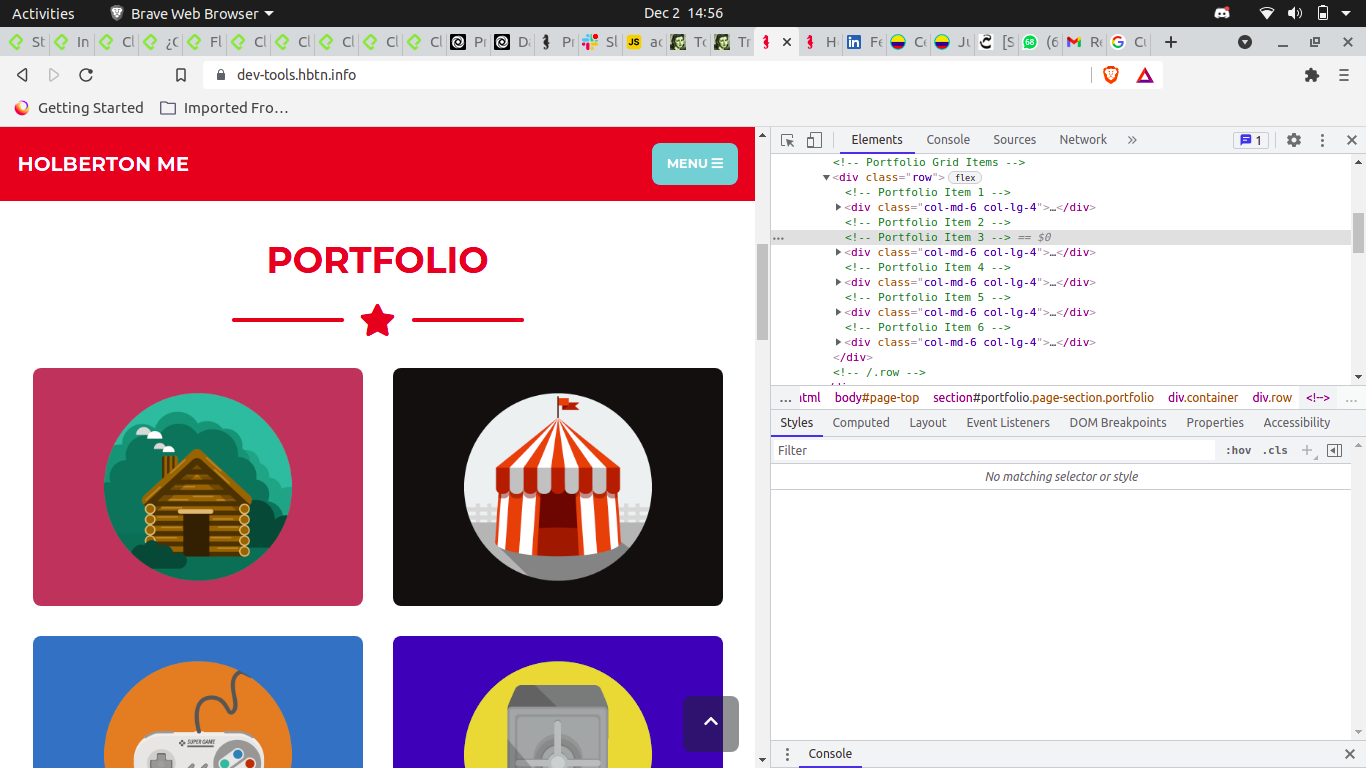 Activities Brave Web Browser Dec 2 14:56
St In Cl ¿C Fl Cl Cl Cl Cl Cl Pr Da Pr Sl JS ac To Tr H in Fe Ce Ju [S 68 (6 Re Cu
dev-tools.hbtn.info
Getting Started Imported Fro…
HOLBERTON ME MENU
PORTFOLIO
SUPER GAME
Elements Console Sources Network » 1
<!-- Portfolio Grid Items -->
<div class="row"> flex
<!-- Portfolio Item 1 -->
<div class="col-md-6 col-lg-4">…</div>
<!-- Portfolio Item 2 -->
... <!-- Portfolio Item 3 --> == $0
<div class="col-md-6 col-lg-4">…</div>
<!-- Portfolio Item 4 -->
<div class="col-md-6 col-lg-4">…</div>
<!-- Portfolio Item 5 -->
<div class="col-md-6 col-lg-4">…</div>
<!-- Portfolio Item 6 -->
<div class="col-md-6 col-lg-4">…</div>
</div>
<!-- /.row -->
... html body#page-top section#portfolio.page-section.portfolio div.container div.row <!--> ...
Styles Computed Layout Event Listeners DOM Breakpoints Properties Accessibility
Filter :hov .cls +
No matching selector or style
Console